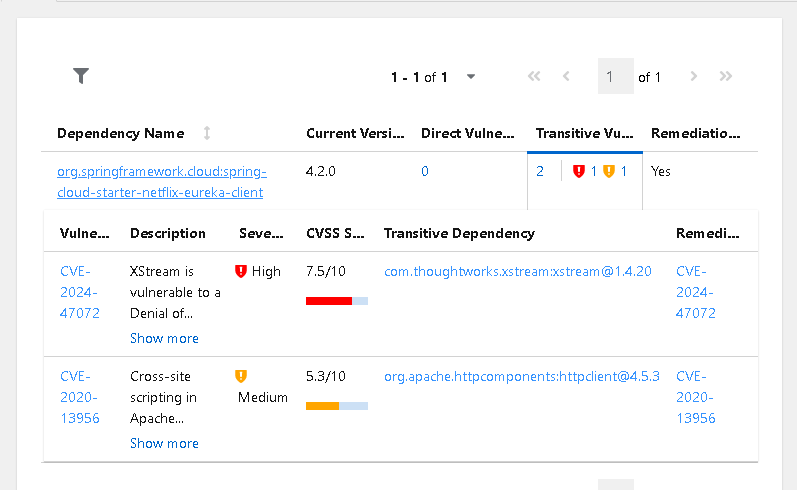 1 - 1 of 1
1 of 1
Dependency Name Current Versi... Direct Vulne... Transitive Vu... Remediatio...
org.springframework.cloud:spring-cloud-starter-netflix-eureka-client 4.2.0 0 2 1 1 Yes
Vulne... Description Seve... CVSS S... Transitive Dependency Remedi...
CVE-2024-47072 XStream is vulnerable to a Denial of... Show more High 7.5/10 com.thoughtworks.xstream:xstream@1.4.20 CVE-2024-47072
CVE-2020-13956 Cross-site scripting in Apache... Show more Medium 5.3/10 org.apache.httpcomponents:httpclient@4.5.3 CVE-2020-13956